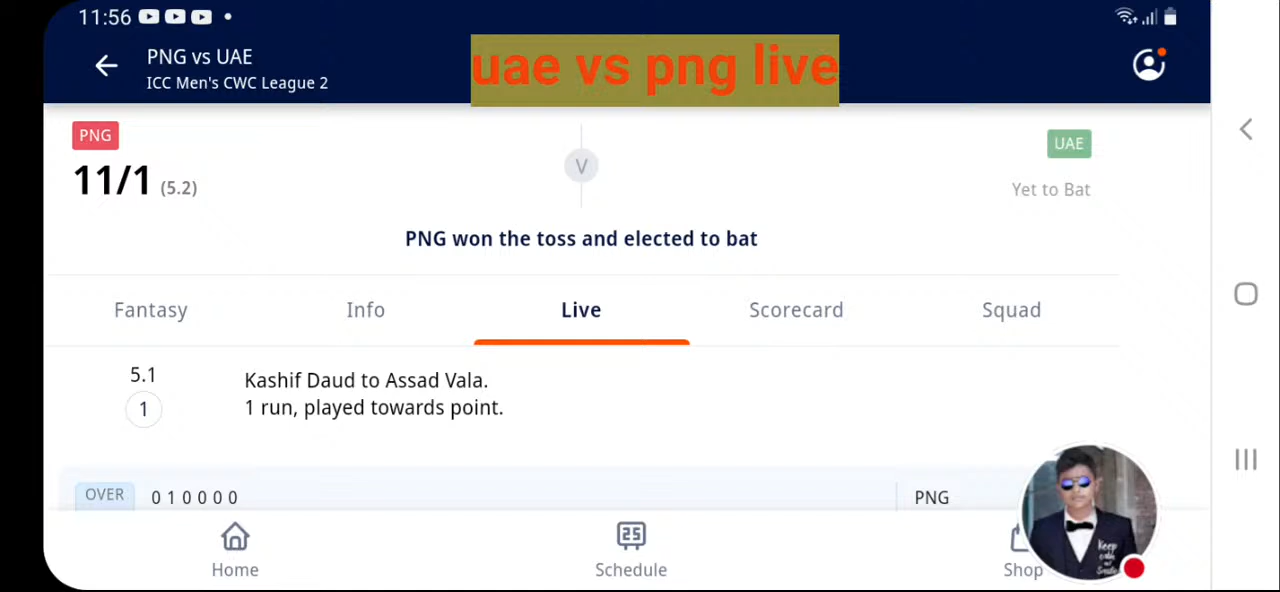 11:56
PNG vs UAE
ICC Men's CWC League 2
uae vs png live
PNG
11/1 (5.2)
V
UAE
Yet to Bat
PNG won the toss and elected to bat
Fantasy Info Live Scorecard Squad
5.1
1
Kashif Daud to Assad Vala.
1 run, played towards point.
OVER 0 1 0 0 0 0 PNG
25
Home Schedule Shop
Keep